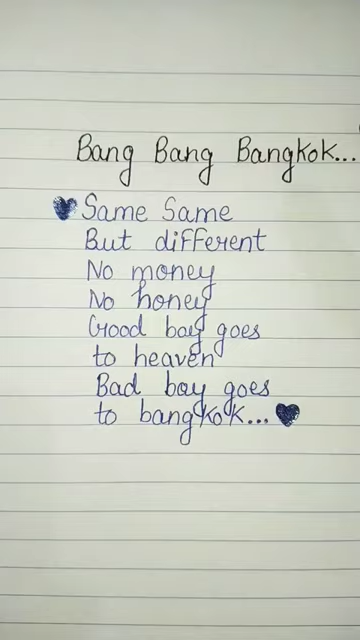 Bang Bang Bangkok...
Same Same
But different
No money
No honey
Good boy goes
to heaven
Bad boy goes
to bangkok...